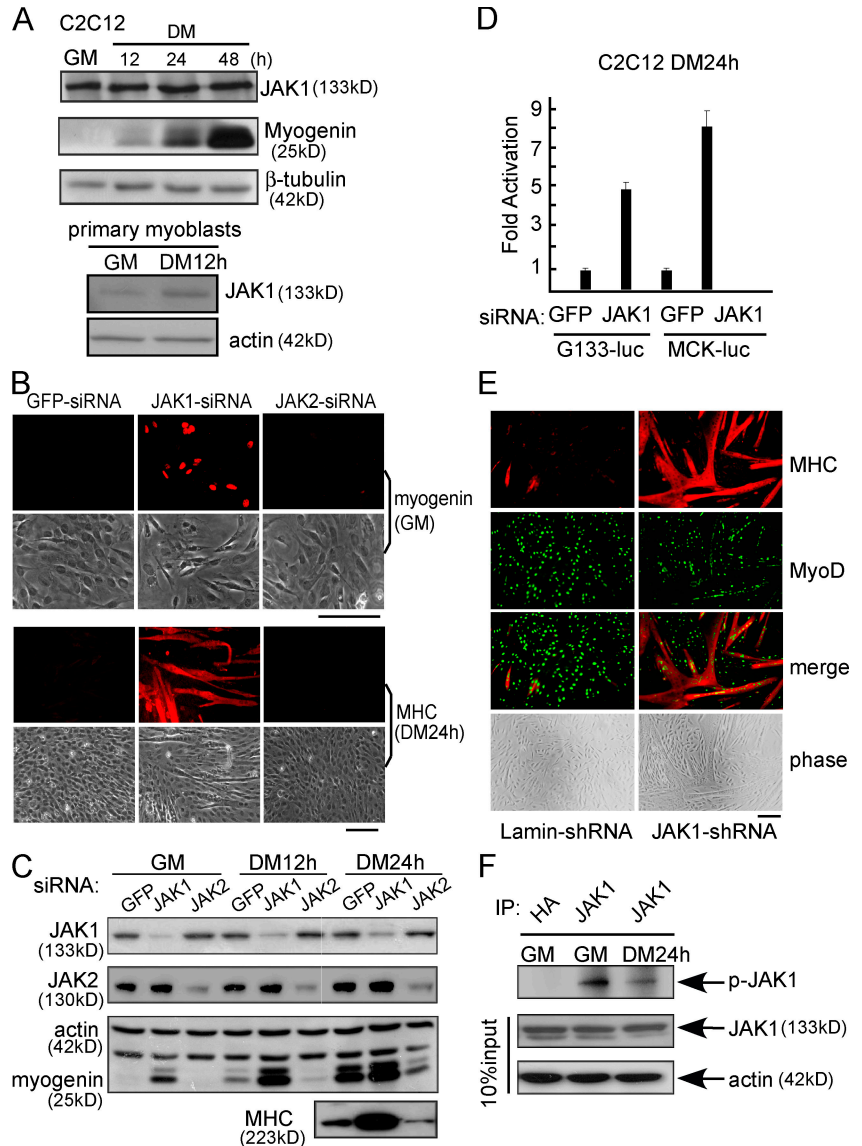 A
C2C12
DM
GM 12 24 48 (h)
JAK1 (133kD)
Myogenin
(25kD)
β-tubulin
(42kD)
primary myoblasts
GM DM12h
JAK1 (133kD)
actin (42kD)
B
GFP-siRNA JAK1-siRNA JAK2-siRNA
myogenin
(GM)
MHC
(DM24h)
C
GM DM12h DM24h
siRNA: GFP JAK1 JAK2 GFP JAK1 JAK2 GFP JAK1 JAK2
JAK1
(133kD)
JAK2
(130kD)
actin
(42kD)
myogenin
(25kD)
MHC
(223kD)
D
C2C12 DM24h
Fold Activation
9
7
5
3
1
siRNA: GFP JAK1 GFP JAK1
G133-luc MCK-luc
E
MHC
MyoD
merge
phase
Lamin-shRNA JAK1-shRNA
F
IP: HA JAK1 JAK1
GM GM DM24h
p-JAK1
JAK1 (133kD)
actin (42kD)
10%input